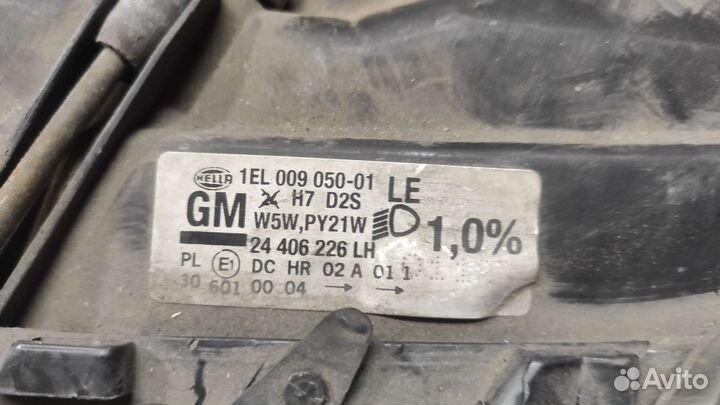 HELLA 1EL 009 050-01 LE
H7 D2S
GM W5W,PY21W 1,0%
24 406 226 LH
PL E1 DC HR 02 A 01 1
30 601 00 04 → →
Avito